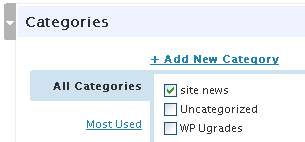 Categories
+ Add New Category
All Categories
site news
Uncategorized
Most Used
WP Ugrades